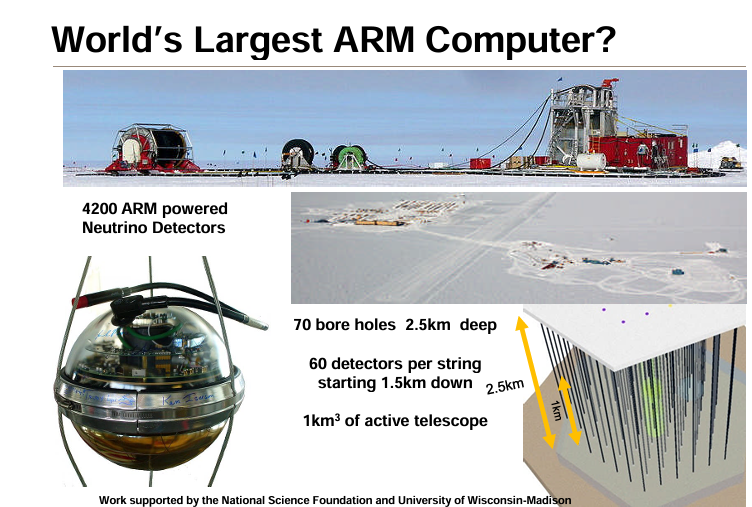 World's Largest ARM Computer?
4200 ARM powered
Neutrino Detectors
70 bore holes 2.5km deep
60 detectors per string
starting 1.5km down
2.5km
1km
1km³ of active telescope
Work supported by the National Science Foundation and University of Wisconsin-Madison